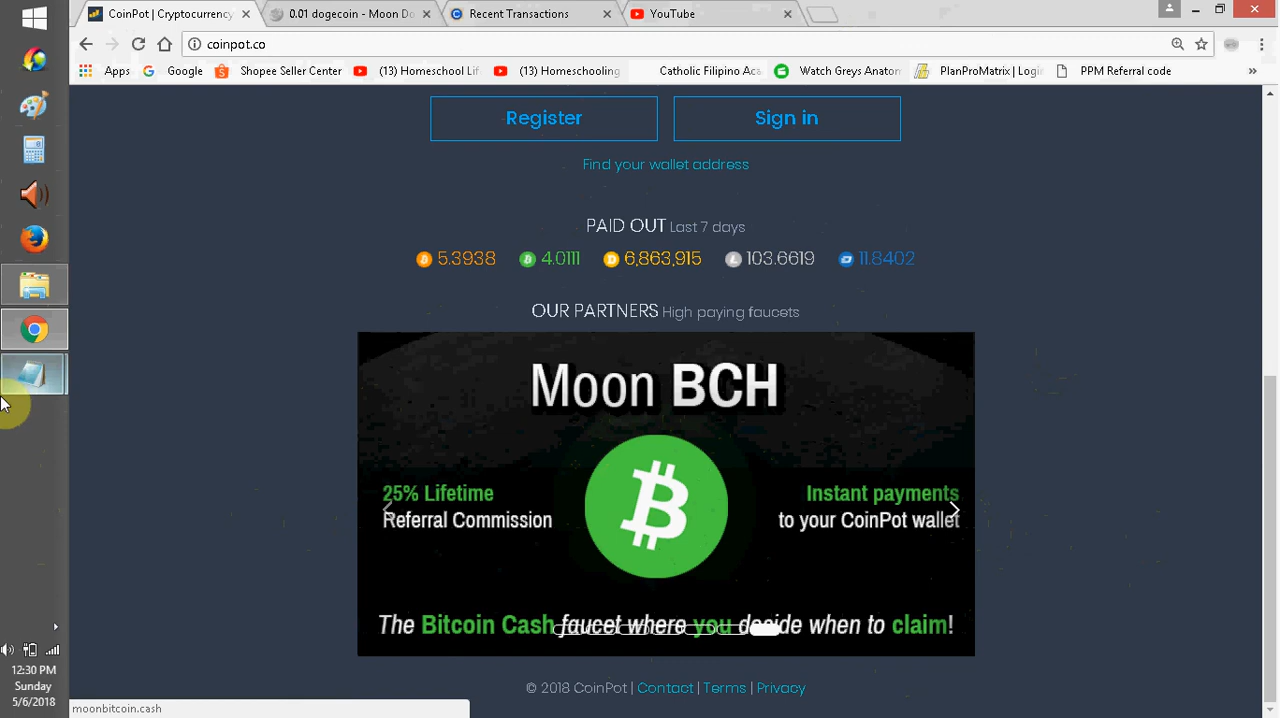 CoinPot | Cryptocurrency
0.01 dogecoin - Moon Do
Recent Transactions
YouTube
coinpot.co
Apps
Google
Shopee Seller Center
(13) Homeschool Lif
(13) Homeschooling
Catholic Filipino Aca
Watch Greys Anaton
PlanProMatrix | Login
PPM Referral code
Register
Sign in
Find your wallet address
PAID OUT Last 7 days
5.3938 4.0111 6,863,915 103.6619 11.8402
OUR PARTNERS High paying faucets
Moon BCH
25% Lifetime
Referral Commission
Instant payments
to your CoinPot wallet
The Bitcoin Cash faucet where you decide when to claim!
© 2018 CoinPot | Contact | Terms | Privacy
12:30 PM
Sunday
5/6/2018
moonbitcoin.cash